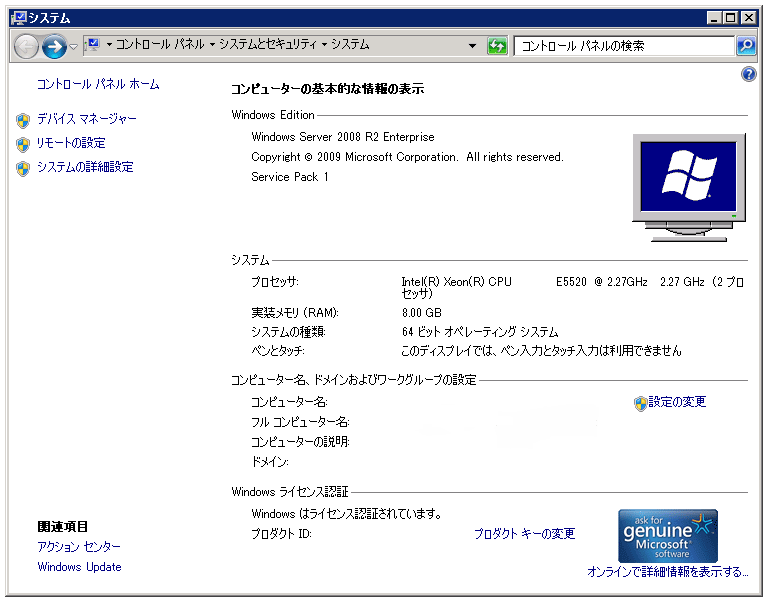 システム
コントロール パネル システムとセキュリティ システム
コントロール パネルの検索
コントロール パネル ホーム
デバイス マネージャー
リモートの設定
システムの詳細設定
コンピューターの基本的な情報の表示
Windows Edition
Windows Server 2008 R2 Enterprise
Copyright © 2009 Microsoft Corporation. All rights reserved.
Service Pack 1
システム
プロセッサ: Intel(R) Xeon(R) CPU E5520 @ 2.27GHz 2.27 GHz (2 プロ
セッサ)
実装メモリ (RAM): 8.00 GB
システムの種類: 64 ビット オペレーティング システム
ペンとタッチ: このディスプレイでは、ペン入力とタッチ入力は利用できません
コンピューター名、ドメインおよびワークグループの設定
コンピューター名: 設定の変更
フル コンピューター名:
コンピューターの説明:
ドメイン:
Windows ライセンス認証
Windows はライセンス認証されています。
プロダクト ID: プロダクト キーの変更
ask for
genuine
Microsoft
software
オンラインで詳細情報を表示する...
関連項目
アクション センター
Windows Update